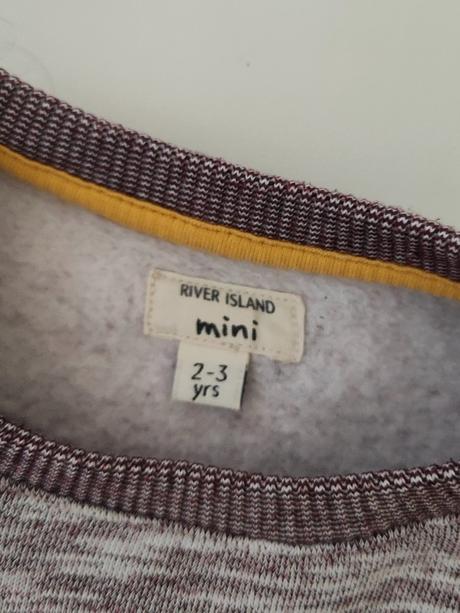 RIVER ISLAND
mini
2-3
yrs